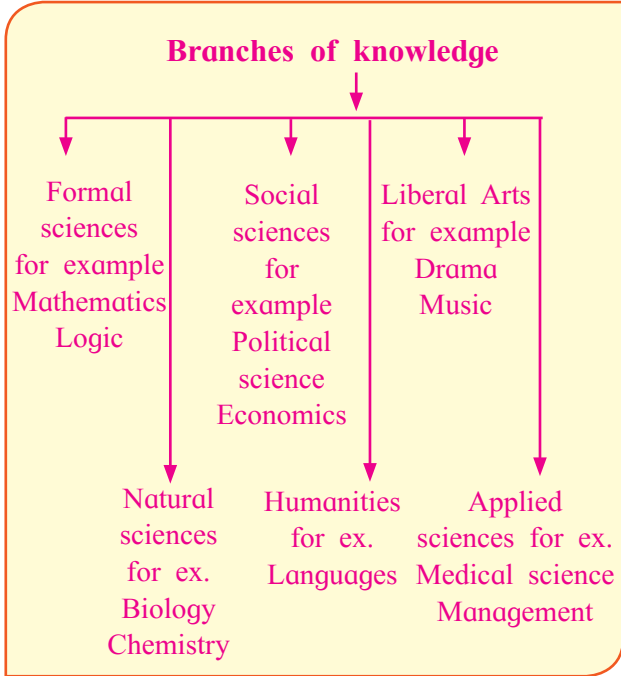 Branches of knowledge
Formal
sciences
for example
Mathematics
Logic
Social
sciences
for
example
Political
science
Economics
Liberal Arts
for example
Drama
Music
Natural
sciences
for ex.
Biology
Chemistry
Humanities
for ex.
Languages
Applied
sciences for ex.
Medical science
Management